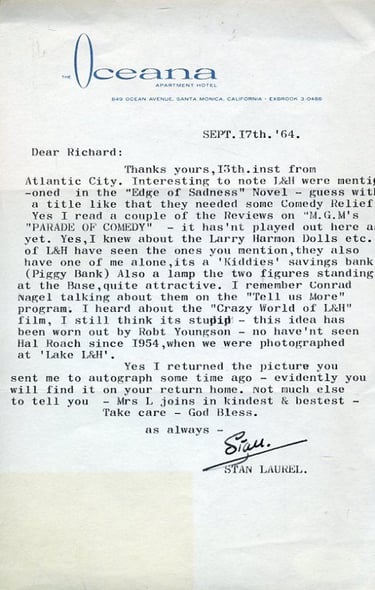 THE Oceana
APARTMENT HOTEL
849 OCEAN AVENUE, SANTA MONICA, CALIFORNIA - EXBROOK 3-0486
SEPT.17th.'64.
Dear Richard:
Thanks yours,13th.inst from
Atlantic City. Interesting to note L&H were menti
-oned in the "Edge of Sadness" Novel - guess with
a title like that they needed some Comedy Relief
Yes I read a couple of the Reviews on "M.G.M's
"PARADE OF COMEDY" - it has'nt played out here a
yet. Yes,I knew about the Larry Harmon Dolls etc.
of L&H have seen the ones you mention,they also
have one of me alone,its a 'Kiddies' savings bank
(Piggy Bank) Also a lamp the two figures standing
at the Base,quite attractive. I remember Conrad
Nagel talking about them on the "Tell us More"
program. I heard about the "Crazy World of L&H"
film, I still think its stupid - this idea has
been worn out by Robt Youngson - no have'nt seen
Hal Roach since 1954,when we were photographed
at 'Lake L&H'.
Yes I returned the picture you
sent me to autograph some time ago - evidently you
will find it on your return home. Not much else
to tell you - Mrs L joins in kindest & bestest -
Take care - God Bless.
as always -
Stan.
STAN LAUREL.